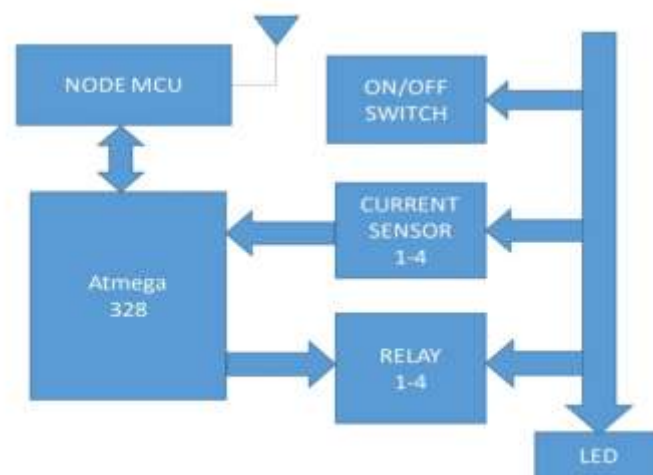 NODE MCU
ON/OFF
SWITCH
CURRENT
SENSOR
1-4
Atmega
328
RELAY
1-4
LED